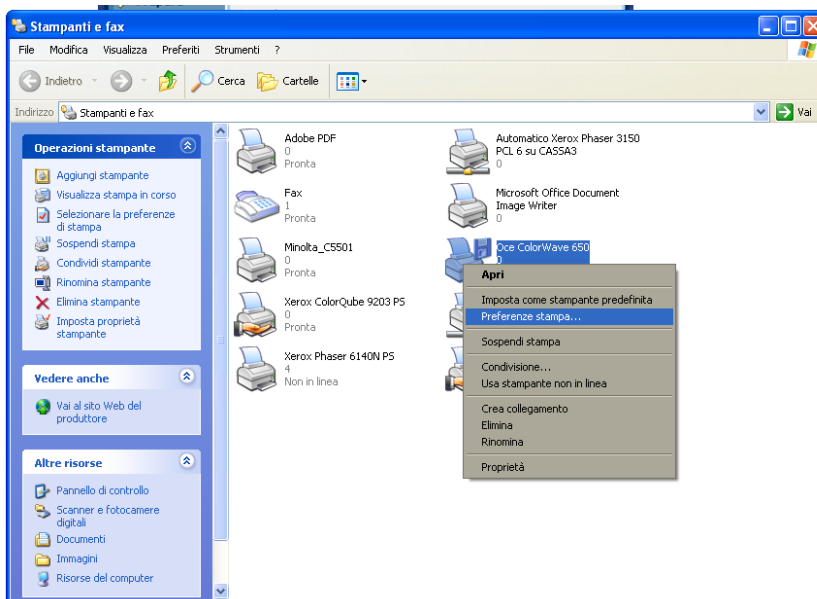 Stampanti e fax
File Modifica Visualizza Preferiti Strumenti ?
Indietro Cerca Cartelle
Indirizzo Stampanti e fax Vai
Operazioni stampante
Aggiungi stampante
Visualizza stampa in corso
Selezionare la preferenze
di stampa
Sospendi stampa
Condividi stampante
Rinomina stampante
Elimina stampante
Imposta proprietà
stampante
Vedere anche
Vai al sito Web del
produttore
Altre risorse
Pannello di controllo
Scanner e fotocamere
digitali
Documenti
Immagini
Risorse del computer
Adobe PDF
0
Pronta
Automatico Xerox Phaser 3150
PCL 6 su CASSA3
0
Fax
1
Pronta
Microsoft Office Document
Image Writer
0
Minolta_C5501
0
Pronta
Oce ColorWave 650
0
Xerox ColorQube 9203 PS
0
Pronta
Xerox Phaser 6140N PS
4
Non in linea
Apri
Imposta come stampante predefinita
Preferenze stampa...
Sospendi stampa
Condivisione...
Usa stampante non in linea
Crea collegamento
Elimina
Rinomina
Proprietà